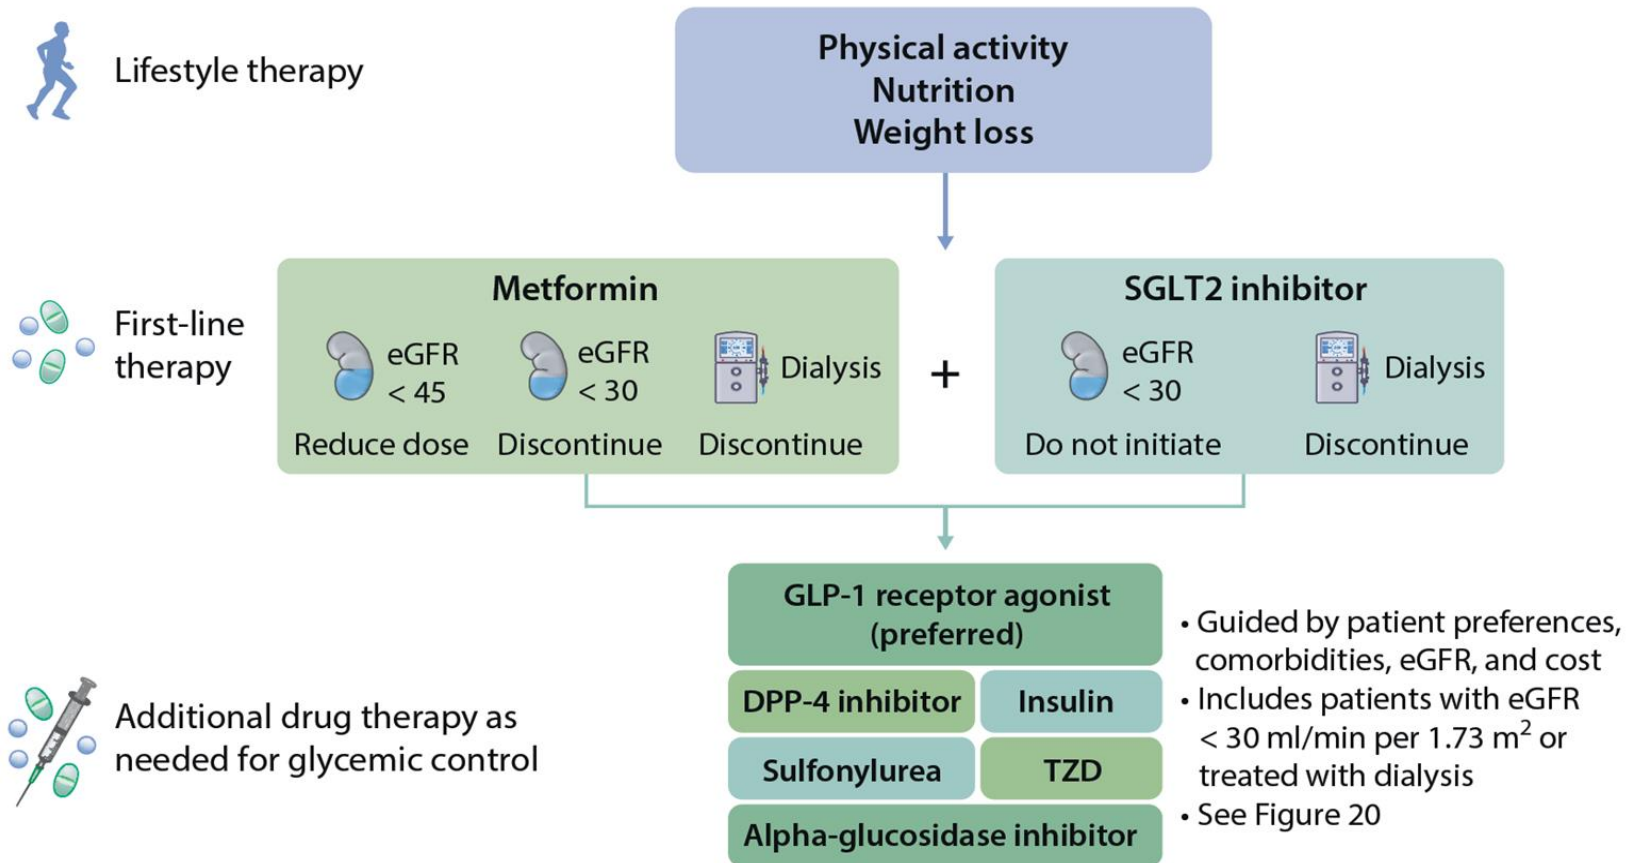 Lifestyle therapy
Physical activity
Nutrition
Weight loss
First-line
therapy
Metformin
eGFR
< 45
Reduce dose
eGFR
< 30
Discontinue
Dialysis
Discontinue
+
SGLT2 inhibitor
eGFR
< 30
Do not initiate
Dialysis
Discontinue
Additional drug therapy as
needed for glycemic control
GLP-1 receptor agonist
(preferred)
DPP-4 inhibitor
Insulin
Sulfonylurea
TZD
Alpha-glucosidase inhibitor
• Guided by patient preferences,
comorbidities, eGFR, and cost
• Includes patients with eGFR
< 30 ml/min per 1.73 m² or
treated with dialysis
• See Figure 20